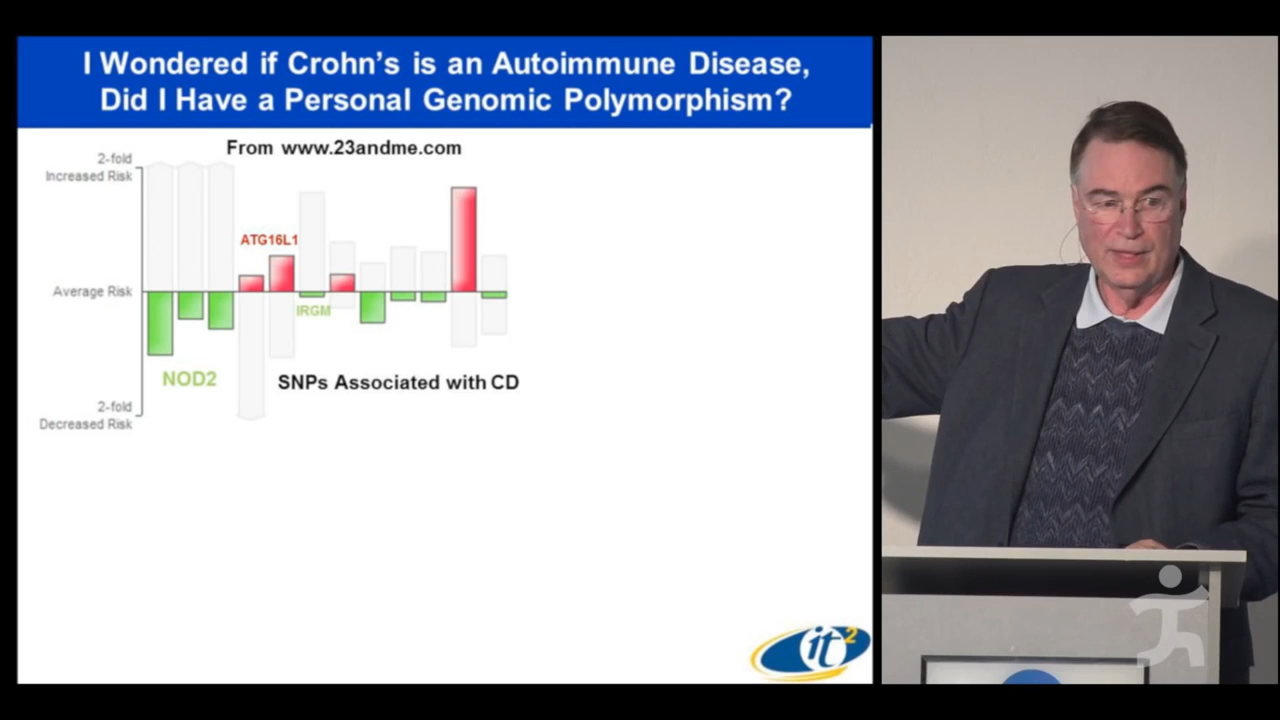 I Wondered if Crohn's is an Autoimmune Disease,
Did I Have a Personal Genomic Polymorphism?
From www.23andme.com
2-fold
Increased Risk
ATG16L1
Average Risk
IRGM
NOD2
SNPs Associated with CD
2-fold
Decreased Risk
it2